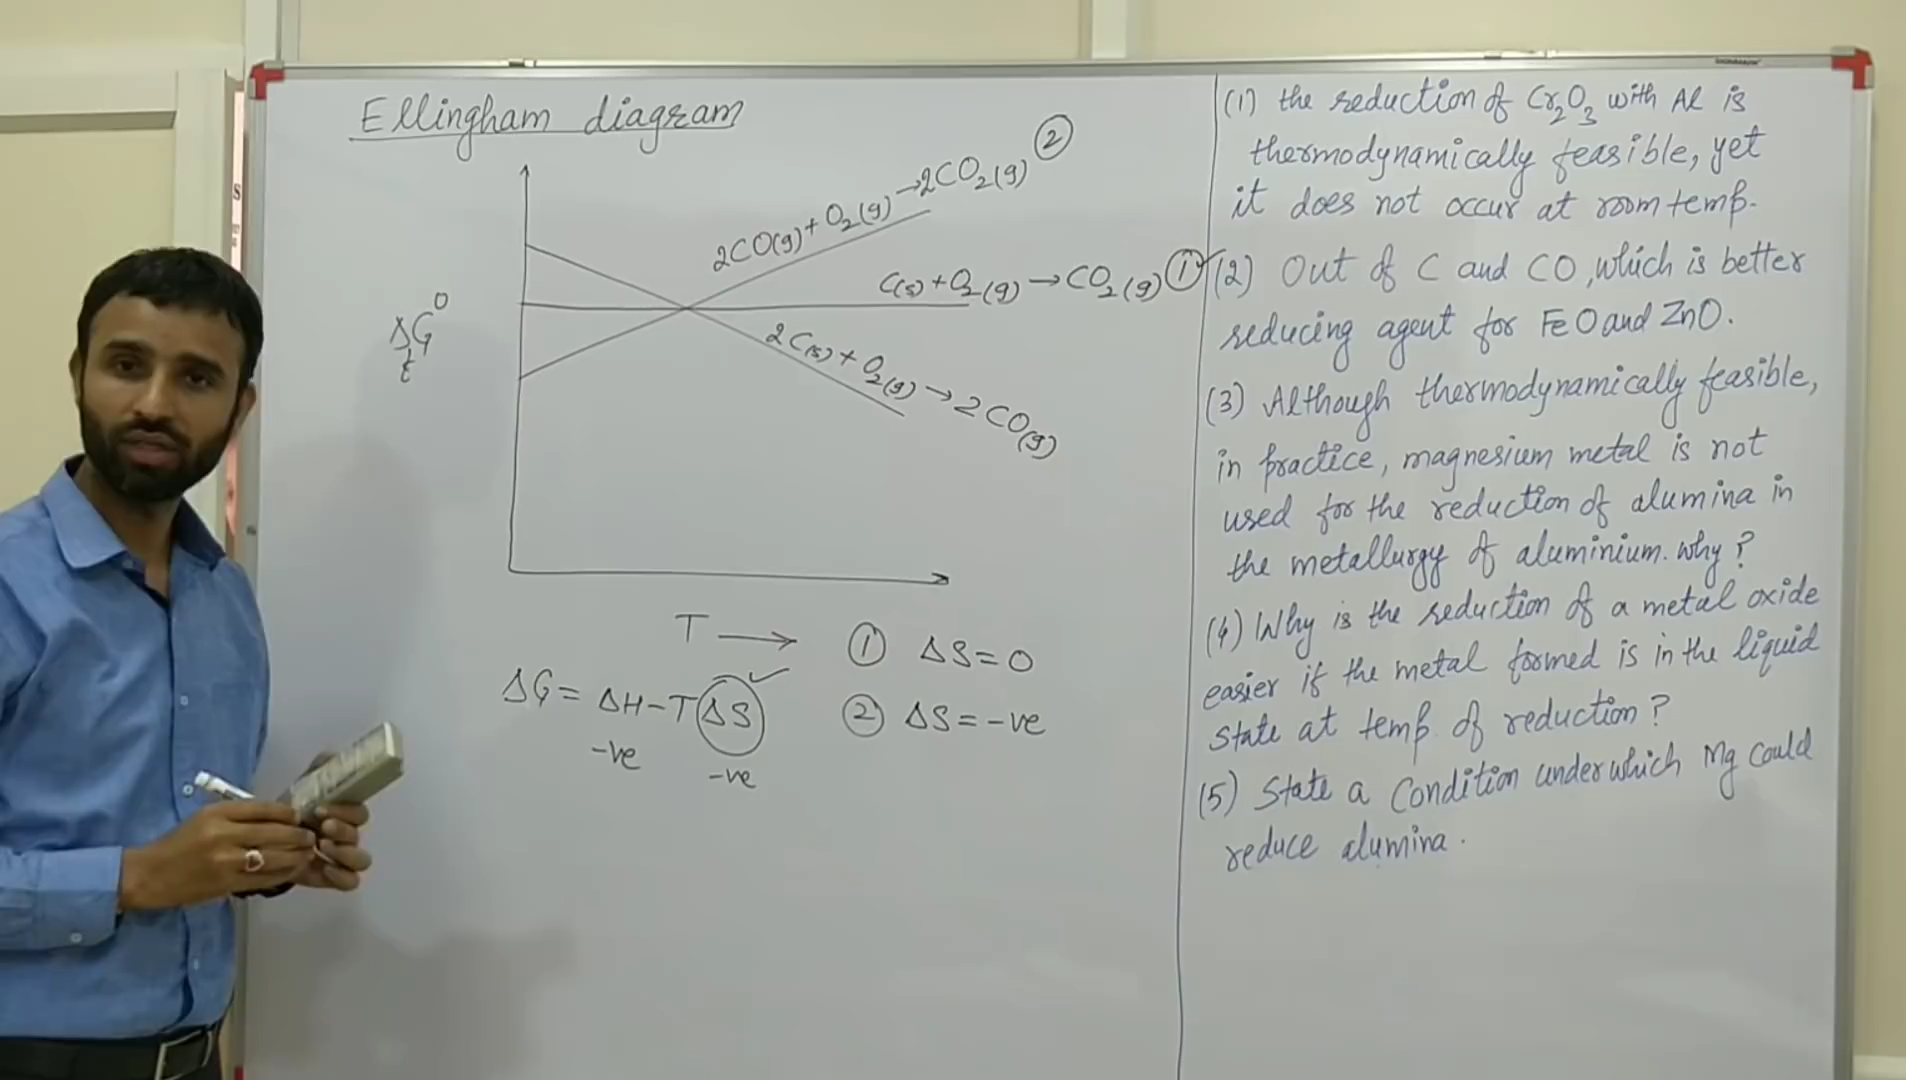 Ellingham diagram
2CO(g) + O₂(g) → 2CO₂(g) ②
C(s) + O₂(g) → CO₂(g) ①
2C(s) + O₂(g) → 2CO(g)
ΔG⁰
T →
① ΔS = 0
ΔG = ΔH - TΔS ✓
② ΔS = -ve
-ve
-ve
(1) the reduction of Cr₂O₃ with Al is
thermodynamically feasible, yet
it does not occur at room temp.
(2) Out of C and CO, which is better
reducing agent for FeO and ZnO.
(3) Although thermodynamically feasible,
in practice, magnesium metal is not
used for the reduction of alumina in
the metallurgy of aluminium. why?
(4) Why is the reduction of a metal oxide
easier if the metal formed is in the liquid
state at temp. of reduction?
(5) State a Condition under which Mg could
reduce alumina.